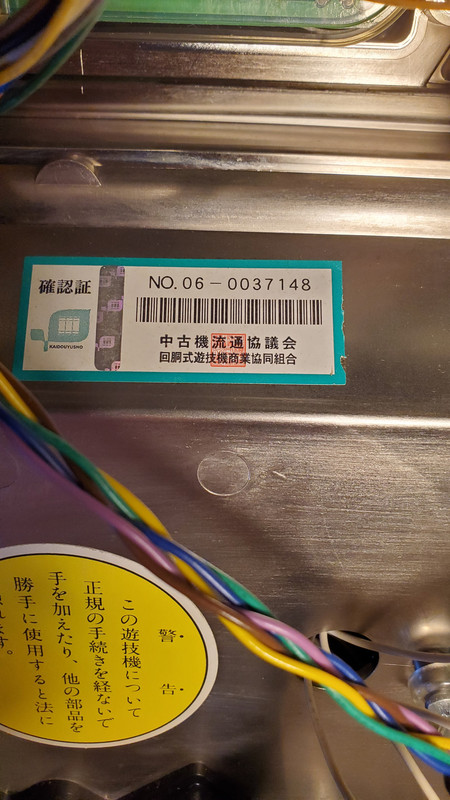 確認証
KAIDOUYUSHO
NO. 06-0037148
中古機流通協議会
回胴式遊技機商業協同組合
警告
この遊技機について
正規の手続きを経ないで
手を加えたり、他の部品を
勝手に使用すると法に
れます。